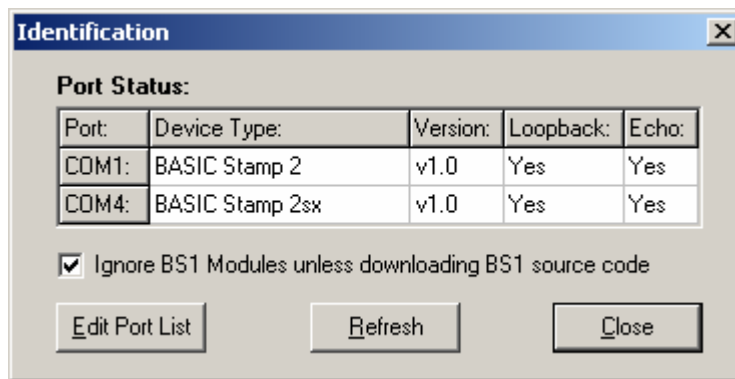 Identification
Port Status:
Port: Device Type: Version: Loopback: Echo:
COM1: BASIC Stamp 2 v1.0 Yes Yes
COM4: BASIC Stamp 2sx v1.0 Yes Yes
Ignore BS1 Modules unless downloading BS1 source code
Edit Port List Refresh Close